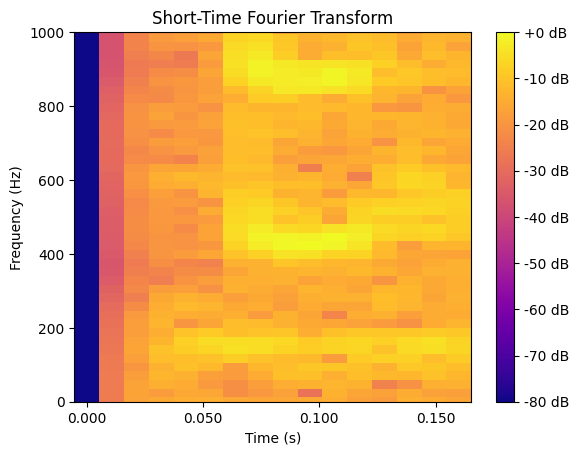 Short-Time Fourier Transform
1000
800
600
400
200
0
Frequency (Hz)
0.000
0.050
0.100
0.150
Time (s)
+0 dB
-10 dB
-20 dB
-30 dB
-40 dB
-50 dB
-60 dB
-70 dB
-80 dB